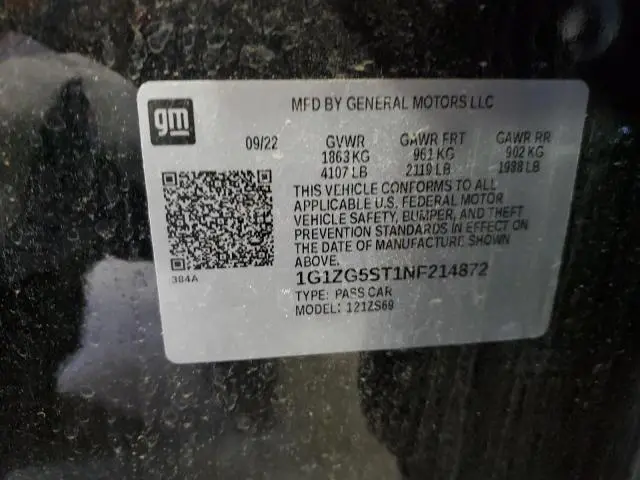 gm
MFD BY GENERAL MOTORS LLC
09/22 GVWR GAWR FRT GAWR RR
1863 KG 961 KG 902 KG
4107 LB 2119 LB 1988 LB
THIS VEHICLE CONFORMS TO ALL
APPLICABLE U.S. FEDERAL MOTOR
VEHICLE SAFETY, BUMPER, AND THEFT
PREVENTION STANDARDS IN EFFECT ON
THE DATE OF MANUFACTURE SHOWN
ABOVE.
384A
1G1ZG5ST1NF214872
TYPE: PASS CAR
MODEL: 121ZS69